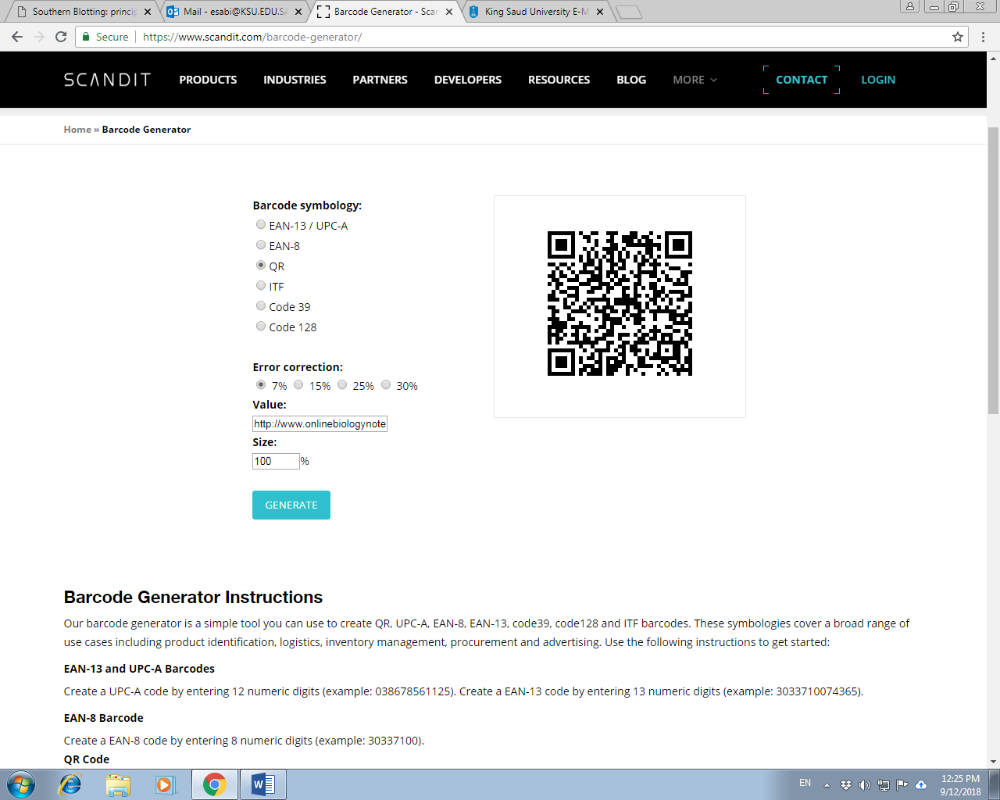 Southern Blotting: princip
Mail - esabi@KSU.EDU.SA
Barcode Generator - Scan
King Saud University E-M
Secure
https://www.scandit.com/barcode-generator/
SCANDIT
PRODUCTS
INDUSTRIES
PARTNERS
DEVELOPERS
RESOURCES
BLOG
MORE
CONTACT
LOGIN
Home » Barcode Generator
Barcode symbology:
EAN-13 / UPC-A
EAN-8
QR
ITF
Code 39
Code 128
Error correction:
7% 15% 25% 30%
Value:
http://www.onlinebiologynote
Size:
100 %
GENERATE
Barcode Generator Instructions
Our barcode generator is a simple tool you can use to create QR, UPC-A, EAN-8, EAN-13, code39, code128 and ITF barcodes. These symbologies cover a broad range of
use cases including product identification, logistics, inventory management, procurement and advertising. Use the following instructions to get started:
EAN-13 and UPC-A Barcodes
Create a UPC-A code by entering 12 numeric digits (example: 038678561125). Create a EAN-13 code by entering 13 numeric digits (example: 3033710074365).
EAN-8 Barcode
Create a EAN-8 code by entering 8 numeric digits (example: 30337100).
QR Code
EN
12:25 PM
9/12/2018